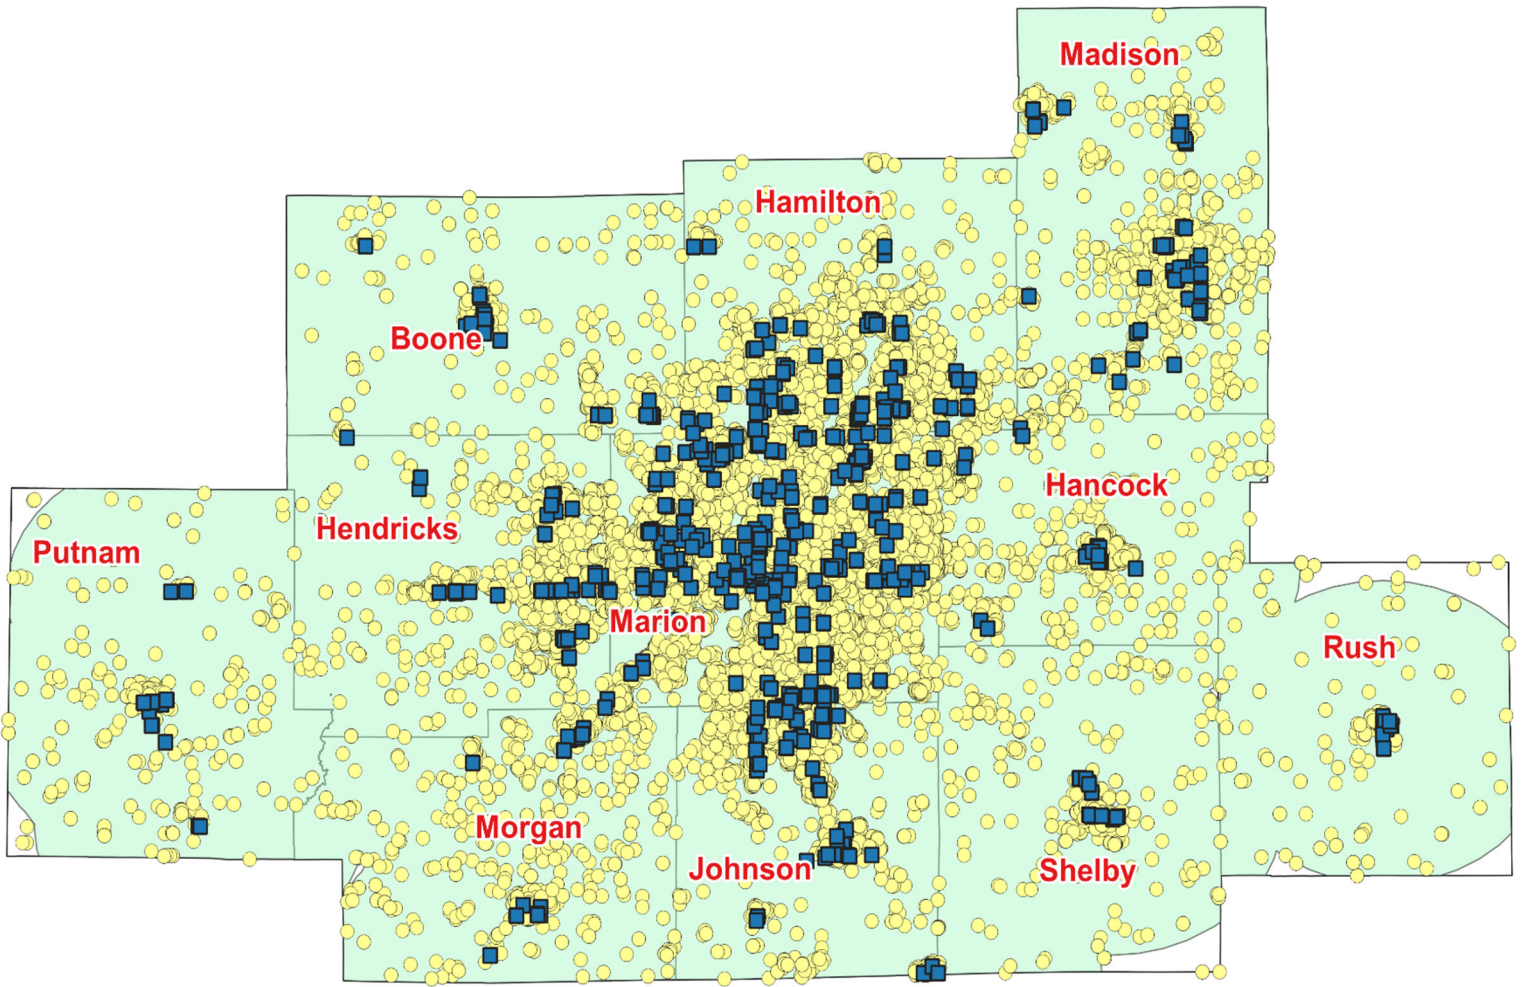 Madison
Hamilton
Boone
Hancock
Hendricks
Putnam
Marion
Rush
Morgan
Johnson
Shelby